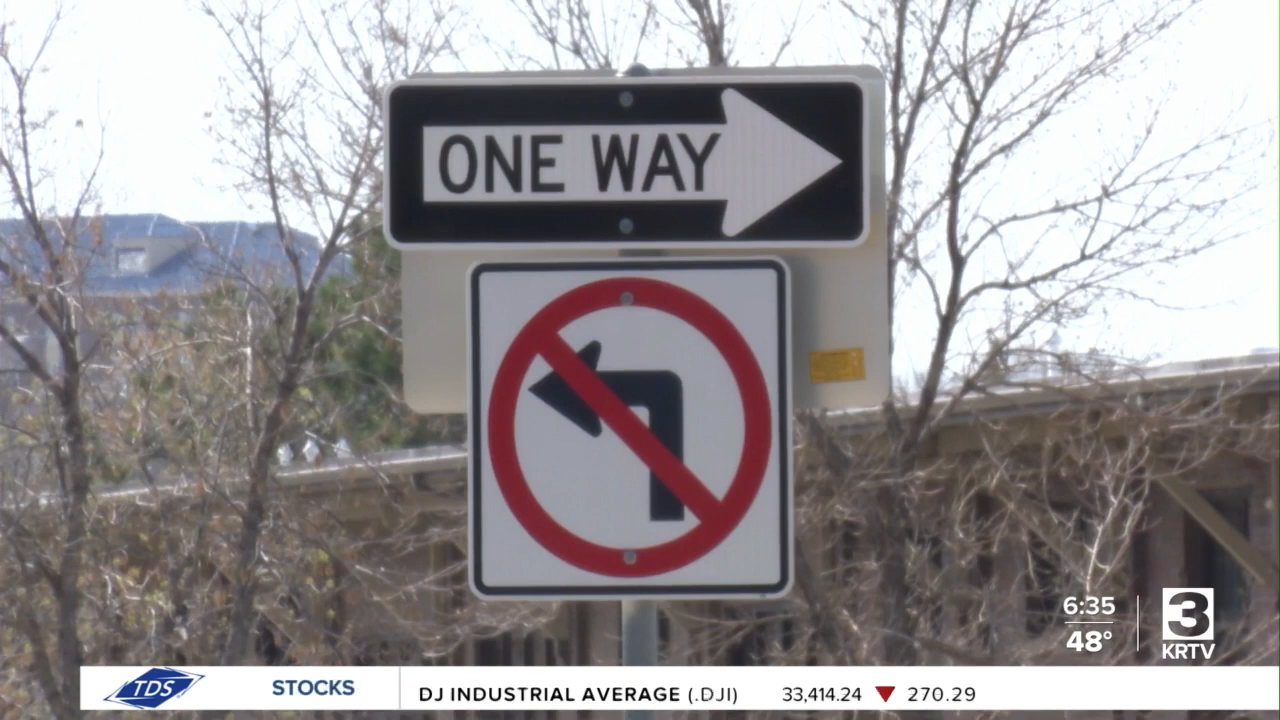 ONE WAY
6:35
48°
3
KRTV
TDS
STOCKS
DJ INDUSTRIAL AVERAGE (.DJI) 33,414.24 ▼ 270.29